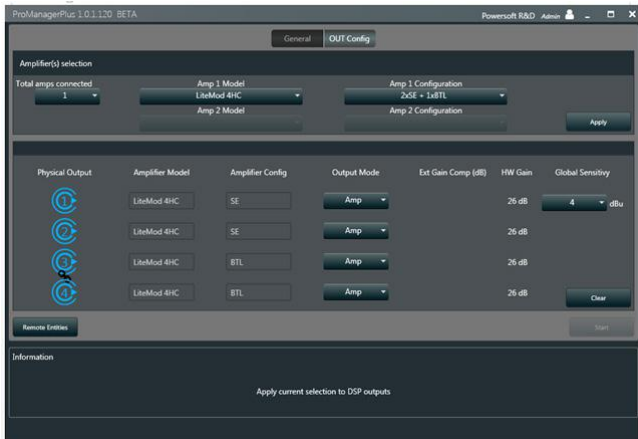 ProManagerPlus 1.0.1.120 BETA
Powersoft R&D Admin
General OUT Config
Amplifier(s) selection
Total amps connected Amp 1 Model Amp 1 Configuration
1 LiteMod 4HC 2xSE + 1xBTL
Amp 2 Model Amp 2 Configuration
Apply
Physical Output Amplifier Model Amplifier Config Output Mode Ext Gain Comp (dB) HW Gain Global Sensitivy
1 LiteMod 4HC SE Amp 26 dB 4 dBu
2 LiteMod 4HC SE Amp 26 dB
3 LiteMod 4HC BTL Amp 26 dB
4 LiteMod 4HC BTL Amp 26 dB
Clear
Remote Entities Start
Information
Apply current selection to DSP outputs